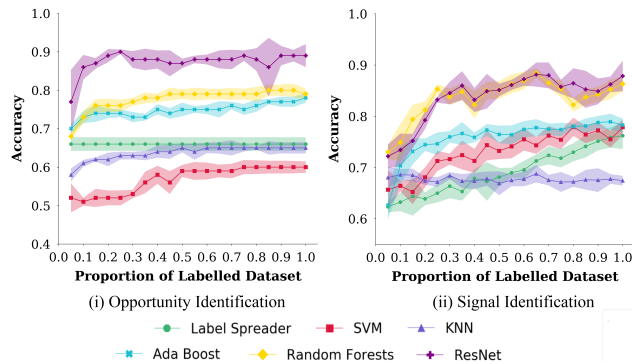 1.0
0.9
0.8
0.7
0.6
0.5
0.4
Accuracy
0.0 0.1 0.2 0.3 0.4 0.5 0.6 0.7 0.8 0.9 1.0
Proportion of Labelled Dataset
(i) Opportunity Identification
1.0
0.9
0.8
0.7
0.6
Accuracy
0.0 0.1 0.2 0.3 0.4 0.5 0.6 0.7 0.8 0.9 1.0
Proportion of Labelled Dataset
(ii) Signal Identification
Label Spreader SVM KNN
Ada Boost Random Forests ResNet